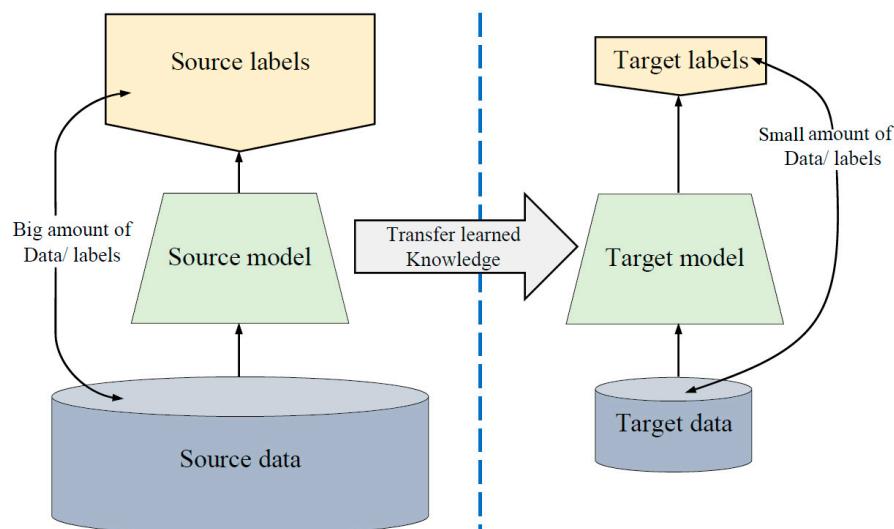 Source labels
Big amount of
Data/ labels
Source model
Source data
Transfer learned
Knowledge
Target labels
Small amount of
Data/ labels
Target model
Target data